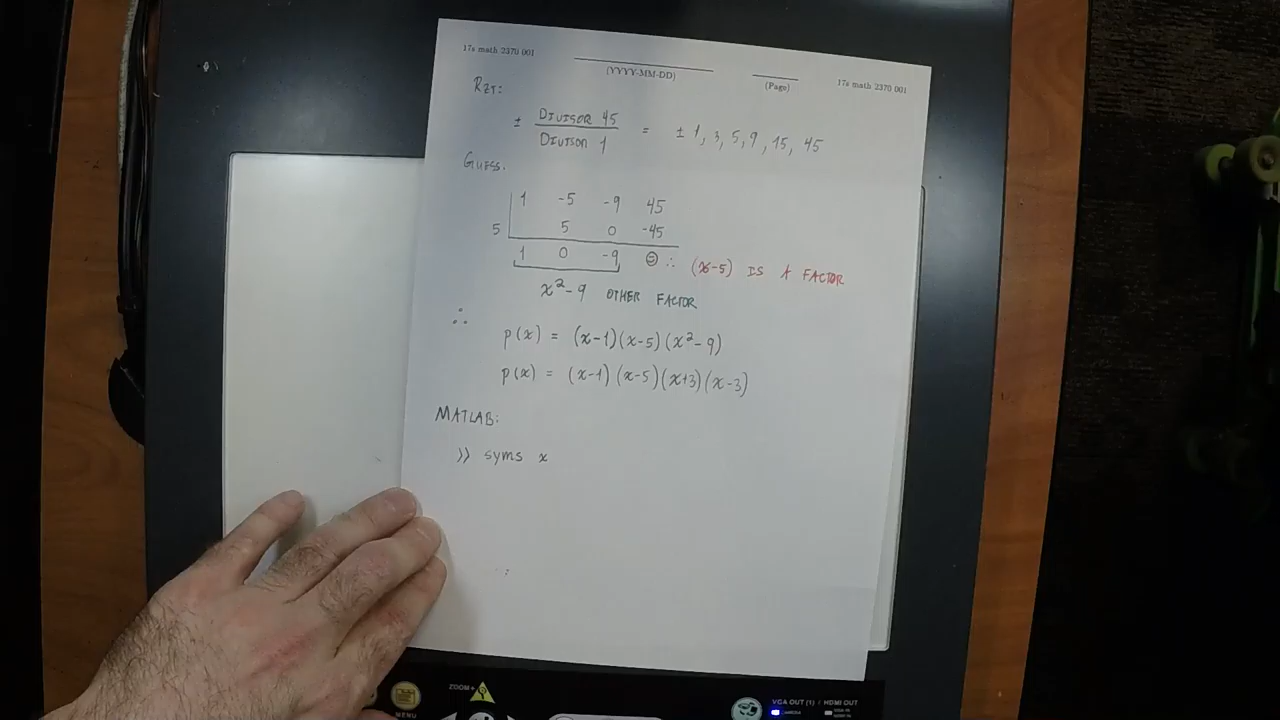 17s math 2370 001
(YYYY-MM-DD)
(Page)
17s math 2370 001
RZT:
± DIVISOR 45 / DIVISOR 1 = ± 1, 3, 5, 9, 15, 45
GUESS.
1 -5 -9 45
5 5 0 -45
1 0 -9 ∴ (x-5) IS A FACTOR
x²-9 OTHER FACTOR
∴
p(x) = (x-1)(x-5)(x²-9)
p(x) = (x-1)(x-5)(x+3)(x-3)
MATLAB:
>> syms x
ZOOM+
MENU
VGA OUT (1) / HDMI OUT